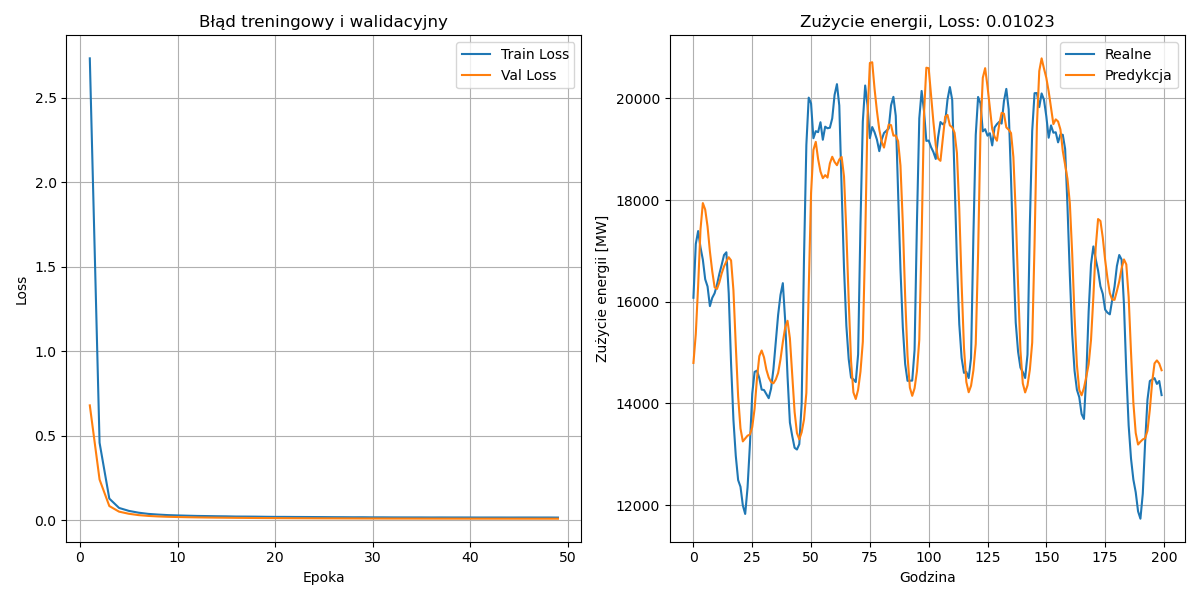 Błąd treningowy i walidacyjny
Train Loss
Val Loss
2.5
2.0
1.5
1.0
0.5
0.0
Loss
0 10 20 30 40 50
Epoka
Zużycie energii, Loss: 0.01023
Realne
Predykcja
20000
18000
16000
14000
12000
Zużycie energii [MW]
0 25 50 75 100 125 150 175 200
Godzina